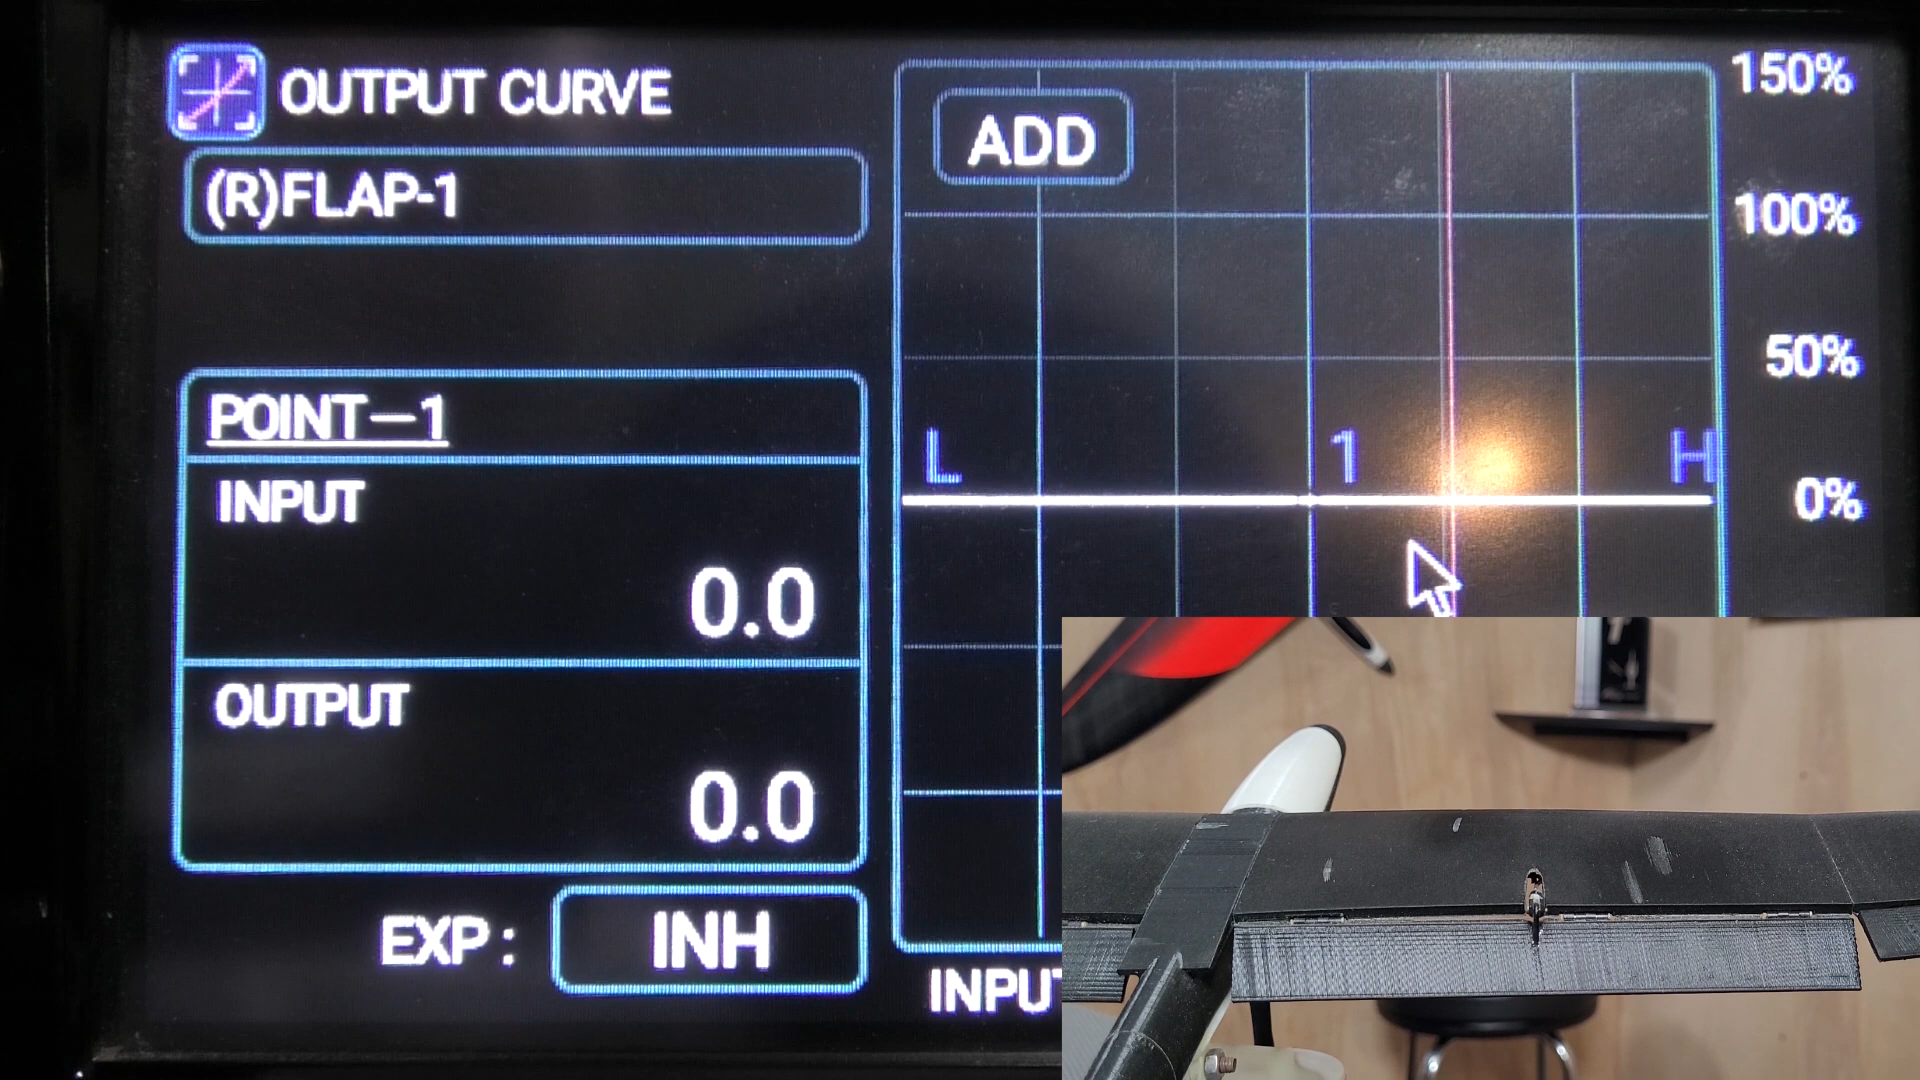 OUTPUT CURVE
(R)FLAP-1
POINT-1
INPUT
0.0
OUTPUT
0.0
EXP: INH
ADD
150%
100%
50%
0%
L 1 H